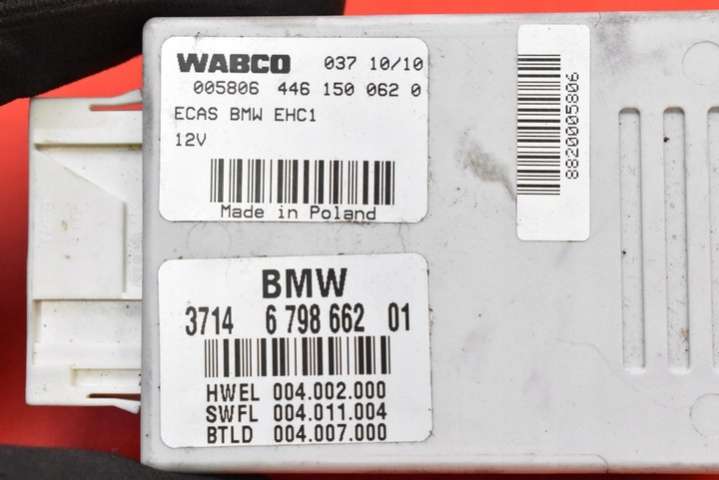 WABCO 037 10/10
005806 446 150 062 0
ECAS BMW EHC1
12V
Made in Poland
8820005806
BMW
3714 6 798 662 01
HWEL 004.002.000
SWFL 004.011.004
BTLD 004.007.000